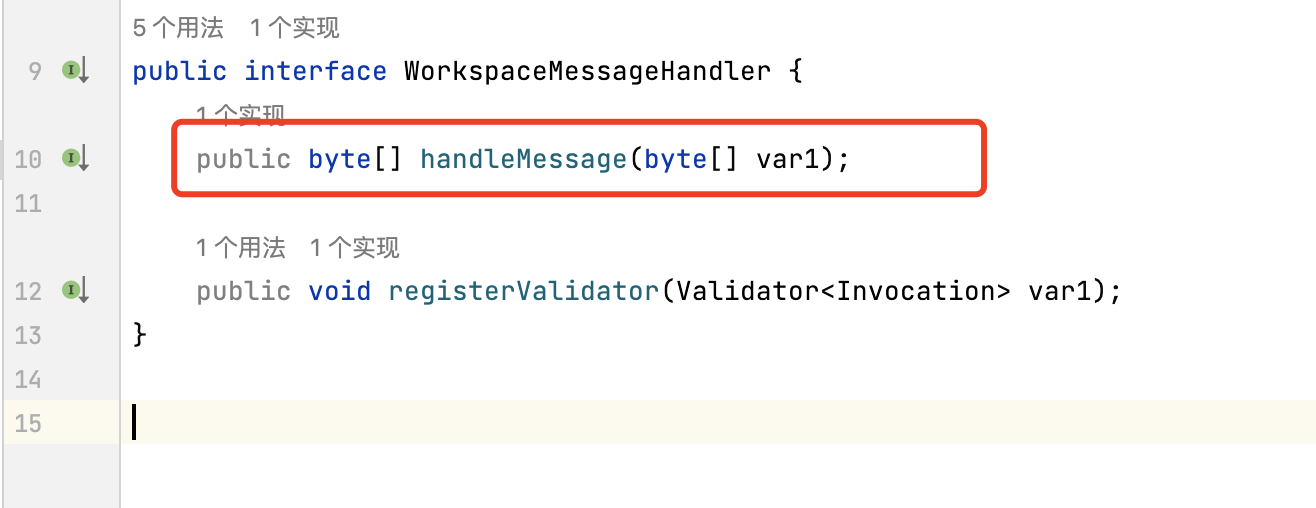 5 个用法 1 个实现
9 public interface WorkspaceMessageHandler {
1 个实现
10 public byte[] handleMessage(byte[] var1);
11
1 个用法 1 个实现
12 public void registerValidator(Validator<Invocation> var1);
13 }
14
15